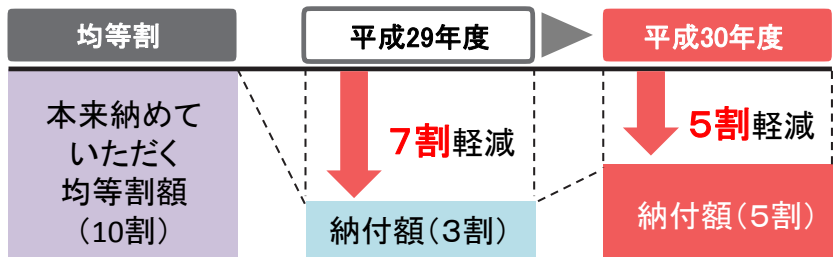 均等割
平成29年度
平成30年度
本来納めて
いただく
均等割額
（10割）
7割軽減
納付額（３割）
5割軽減
納付額（５割）